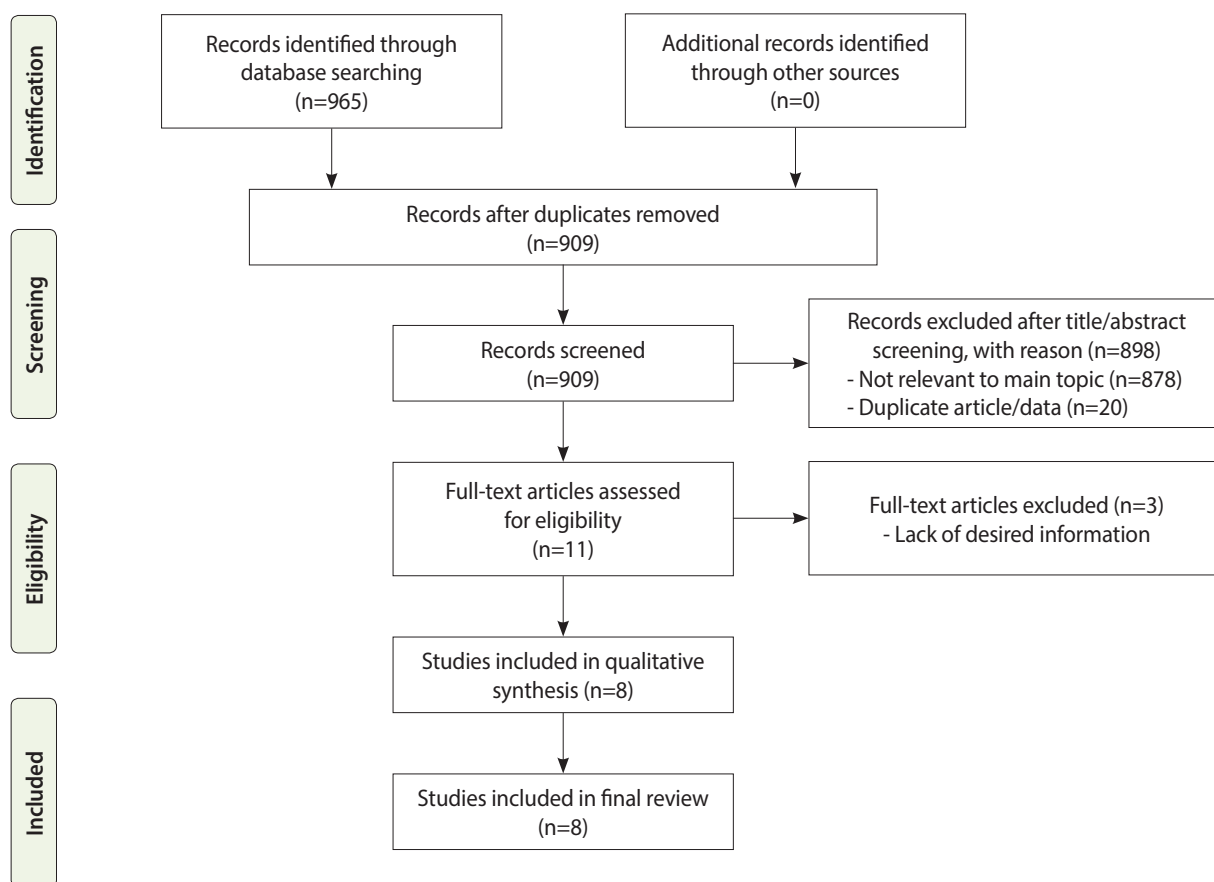 Identification
Records identified through
database searching
(n=965)
Additional records identified
through other sources
(n=0)
Records after duplicates removed
(n=909)
Screening
Records screened
(n=909)
Records excluded after title/abstract
screening, with reason (n=898)
- Not relevant to main topic (n=878)
- Duplicate article/data (n=20)
Eligibility
Full-text articles assessed
for eligibility
(n=11)
Full-text articles excluded (n=3)
- Lack of desired information
Studies included in qualitative
synthesis (n=8)
Included
Studies included in final review
(n=8)